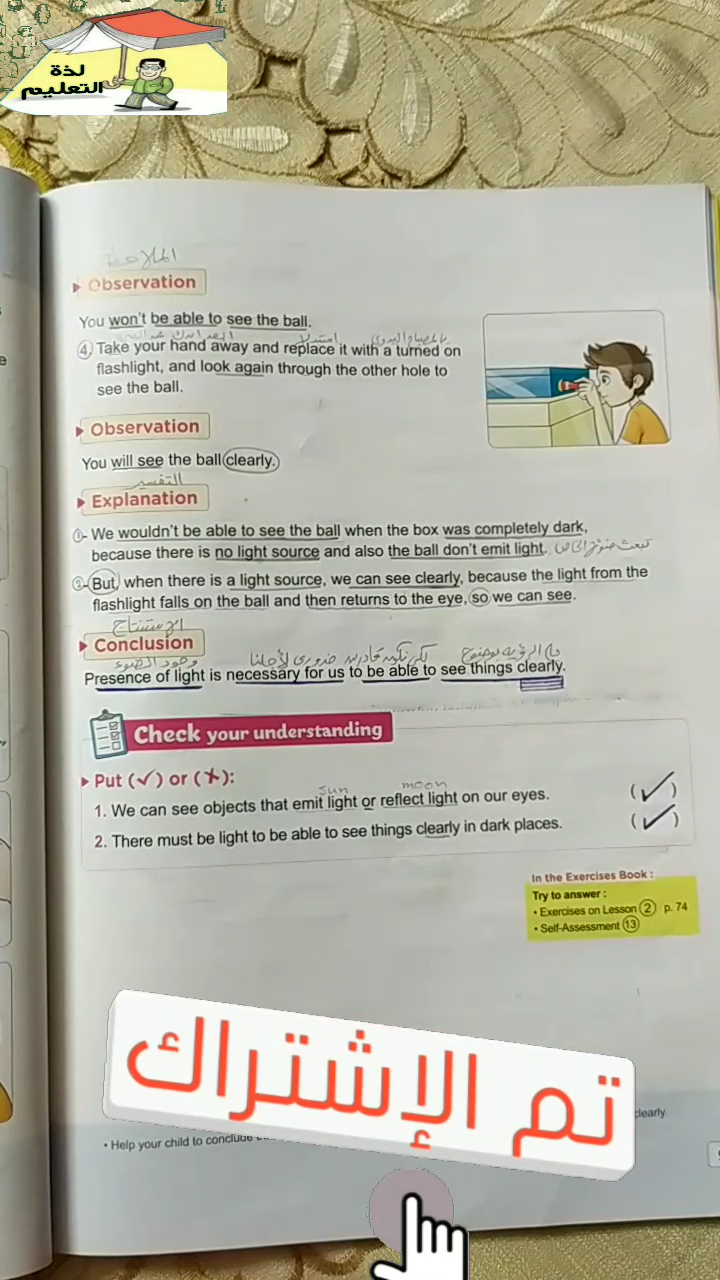 لذة
التعليم
الملاحظة
Observation
You won't be able to see the ball.
④ Take your hand away and replace it with a turned on
flashlight, and look again through the other hole to
see the ball.
Observation
You will see the ball clearly.
التفسير
Explanation
①- We wouldn't be able to see the ball when the box was completely dark,
because there is no light source and also the ball don't emit light.
②- But, when there is a light source, we can see clearly, because the light from the
flashlight falls on the ball and then returns to the eye, so we can see.
الاستنتاج
Conclusion
وجود الضوء
Presence of light is necessary for us to be able to see things clearly.
Check your understanding
Put (✓) or (✗):
sun moon
1. We can see objects that emit light or reflect light on our eyes. (✓)
2. There must be light to be able to see things clearly in dark places. (✓)
In the Exercises Book :
Try to answer :
• Exercises on Lesson ② p. 74
• Self-Assessment ⑬
تم الإشتراك
clearly
• Help your child to conclude